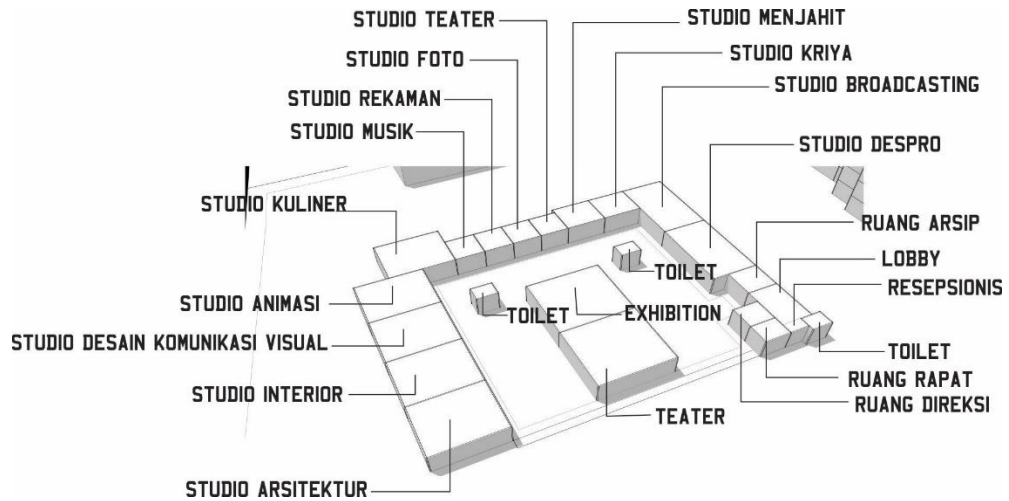 STUDIO TEATER
STUDIO MENJAHIT
STUDIO FOTO
STUDIO KRIYA
STUDIO REKAMAN
STUDIO BROADCASTING
STUDIO MUSIK
STUDIO DESPRO
STUDIO KULINER
RUANG ARSIP
LOBBY
TOILET
RESEPSIONIS
STUDIO ANIMASI
TOILET
EXHIBITION
STUDIO DESAIN KOMUNIKASI VISUAL
TOILET
RUANG RAPAT
STUDIO INTERIOR
RUANG DIREKSI
TEATER
STUDIO ARSITEKTUR